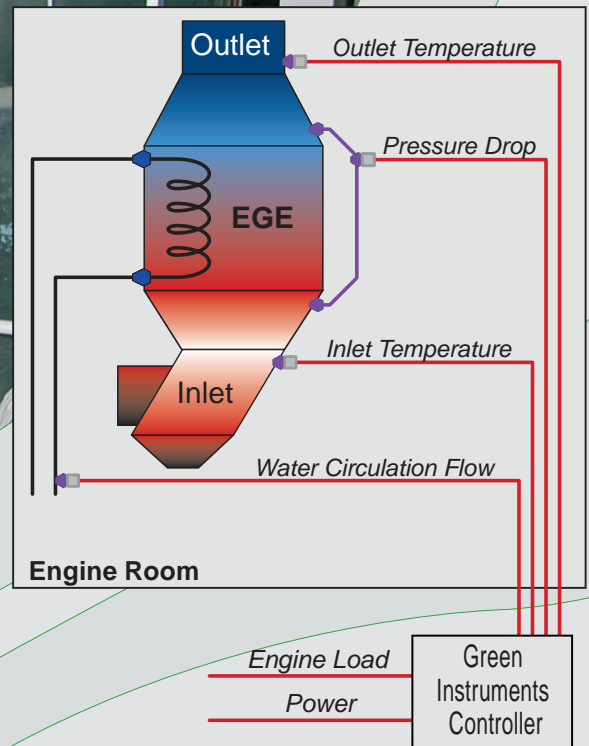 Outlet
Outlet Temperature
Pressure Drop
EGE
Inlet Temperature
Inlet
Water Circulation Flow
Engine Room
Engine Load
Power
Green
Instruments
Controller